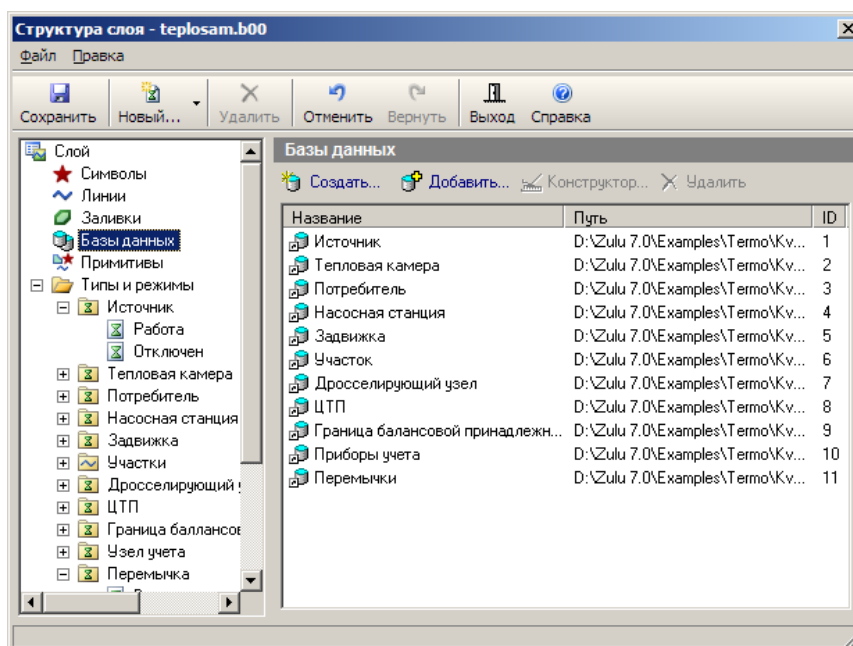 Структура слоя - teplosam.b00
Файл Правка
Сохранить Новый... Удалить Отменить Вернуть Выход Справка
Слой
Символы
Линии
Заливки
Базы данных
Примитивы
Типы и режимы
Источник
Работа
Отключен
Тепловая камера
Потребитель
Насосная станция
Задвижка
Участки
Дросселирующий
ЦТП
Граница баллансов
Узел учета
Перемычка
Базы данных
Создать... Добавить... Конструктор... Удалить
Название Путь ID
Источник D:\Zulu 7.0\Examples\Termo\Kv... 1
Тепловая камера D:\Zulu 7.0\Examples\Termo\Kv... 2
Потребитель D:\Zulu 7.0\Examples\Termo\Kv... 3
Насосная станция D:\Zulu 7.0\Examples\Termo\Kv... 4
Задвижка D:\Zulu 7.0\Examples\Termo\Kv... 5
Участок D:\Zulu 7.0\Examples\Termo\Kv... 6
Дросселирующий узел D:\Zulu 7.0\Examples\Termo\Kv... 7
ЦТП D:\Zulu 7.0\Examples\Termo\Kv... 8
Граница балансовой принадлежн... D:\Zulu 7.0\Examples\Termo\Kv... 9
Приборы учета D:\Zulu 7.0\Examples\Termo\Kv... 10
Перемычки D:\Zulu 7.0\Examples\Termo\Kv... 11